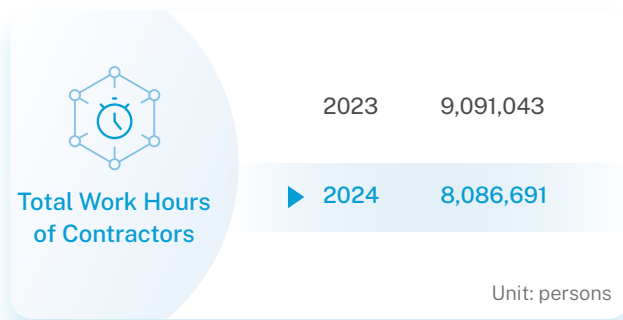 Total Work Hours
of Contractors
2023 9,091,043
2024 8,086,691
Unit: persons